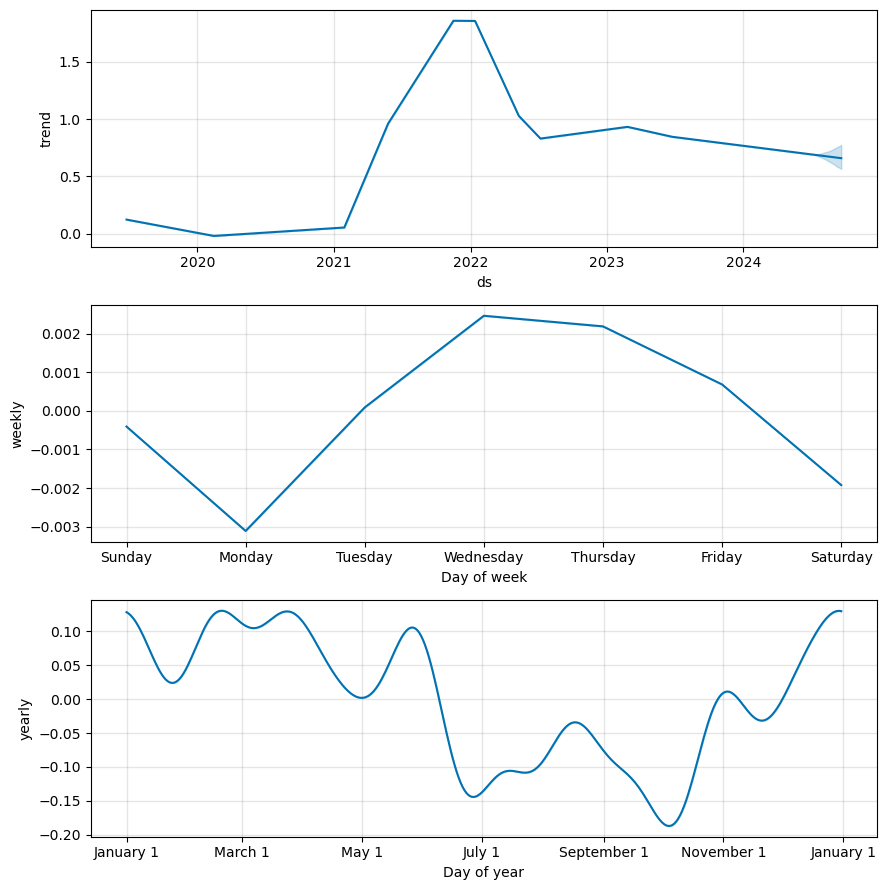 trend
1.5
1.0
0.5
0.0
2020 2021 2022 2023 2024
ds
weekly
0.002
0.001
0.000
−0.001
−0.002
−0.003
Sunday Monday Tuesday Wednesday Thursday Friday Saturday
Day of week
yearly
0.10
0.05
0.00
−0.05
−0.10
−0.15
−0.20
January 1 March 1 May 1 July 1 September 1 November 1 January 1
Day of year